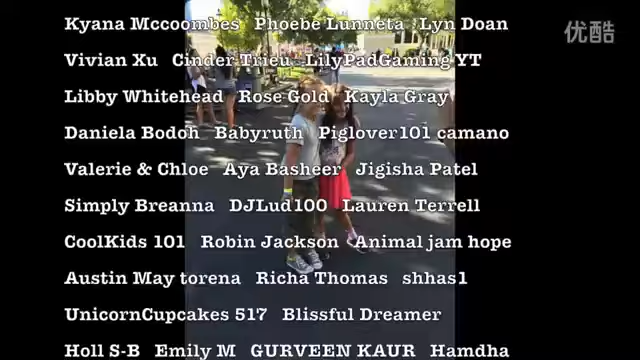 优酷
Kyana Mccoombes Phoebe Lunneta Lyn Doan
Vivian Xu Cinder Trieu LilyPadGaming YT
Libby Whitehead Rose Gold Kayla Gray
Daniela Bodoh Babyruth Piglover101 camano
Valerie & Chloe Aya Basheer Jigisha Patel
Simply Breanna DJLud100 Lauren Terrell
CoolKids 101 Robin Jackson Animal jam hope
Austin May torena Richa Thomas shhas1
UnicornCupcakes 517 Blissful Dreamer
Holl S-B Emily M GURVEEN KAUR Hamdha